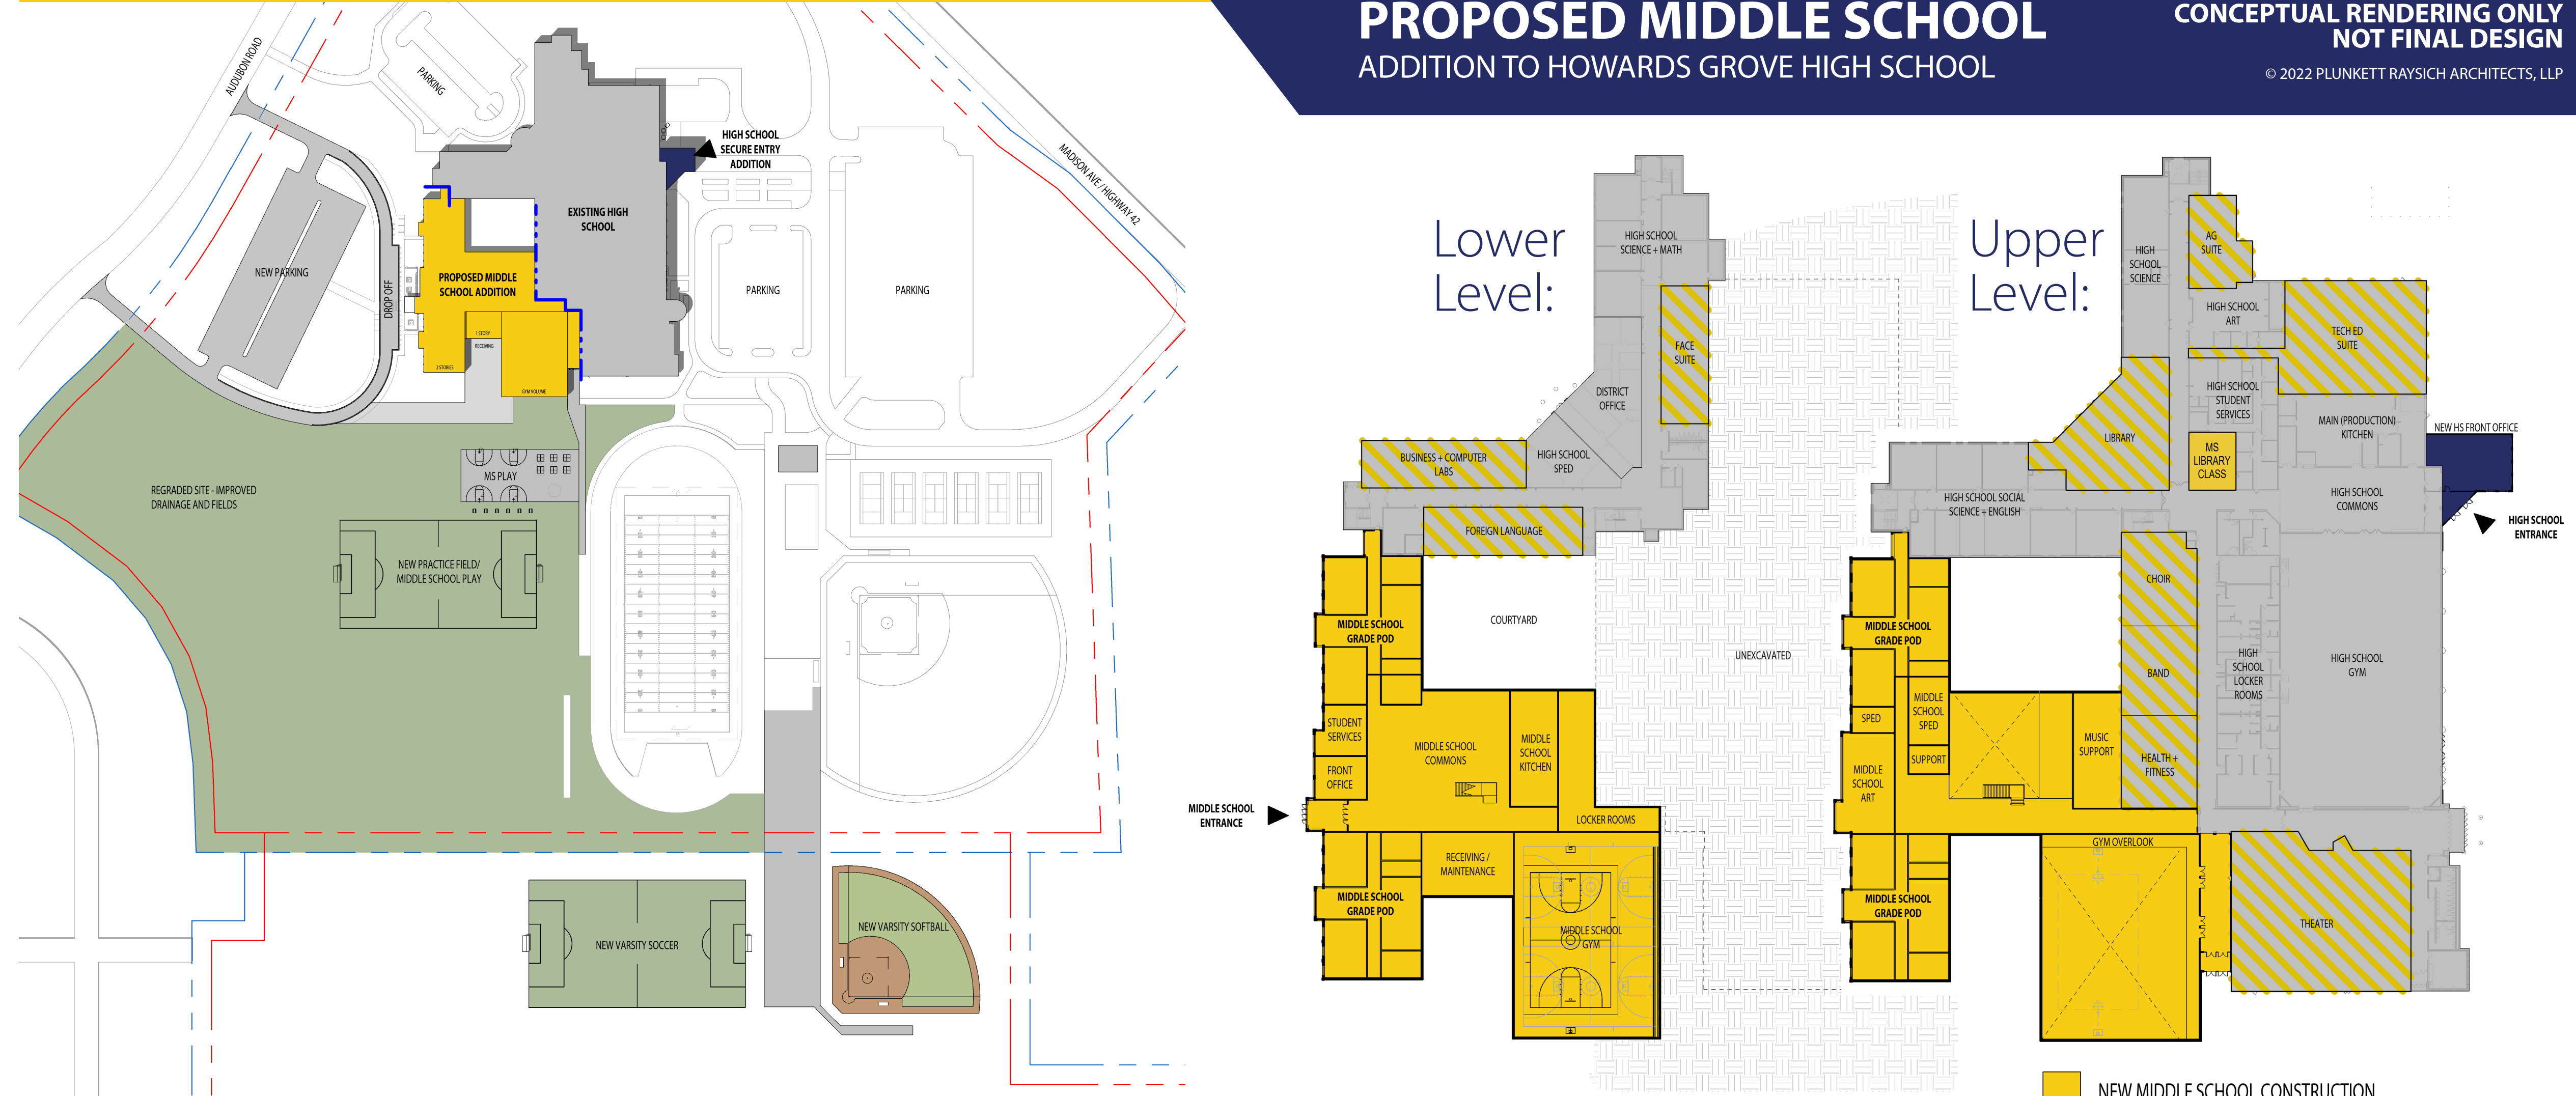 PROPOSED MIDDLE SCHOOL
ADDITION TO HOWARDS GROVE HIGH SCHOOL
CONCEPTUAL RENDERING ONLY
NOT FINAL DESIGN
© 2022 PLUNKETT RAYSICH ARCHITECTS, LLP
AUDUBON ROAD
PARKING
HIGH SCHOOL
SECURE ENTRY
ADDITION
MADISON AVE / HIGHWAY 42
EXISTING HIGH
SCHOOL
NEW PARKING
DROP OFF
PROPOSED MIDDLE
SCHOOL ADDITION
PARKING
PARKING
1 STORY
RECEIVING
2 STORIES
GYM VOLUME
MS PLAY
REGRADED SITE - IMPROVED
DRAINAGE AND FIELDS
NEW PRACTICE FIELD/
MIDDLE SCHOOL PLAY
NEW VARSITY SOCCER
NEW VARSITY SOFTBALL
Lower
Level:
HIGH SCHOOL
SCIENCE + MATH
FACE
SUITE
DISTRICT
OFFICE
BUSINESS + COMPUTER
LABS
HIGH SCHOOL
SPED
FOREIGN LANGUAGE
COURTYARD
UNEXCAVATED
MIDDLE SCHOOL
GRADE POD
STUDENT
SERVICES
FRONT
OFFICE
MIDDLE SCHOOL
COMMONS
MIDDLE
SCHOOL
KITCHEN
MIDDLE SCHOOL
ENTRANCE
LOCKER ROOMS
RECEIVING /
MAINTENANCE
MIDDLE SCHOOL
GRADE POD
MIDDLE SCHOOL
GYM
Upper
Level:
HIGH
SCHOOL
SCIENCE
AG
SUITE
HIGH SCHOOL
ART
TECH ED
SUITE
HIGH SCHOOL
STUDENT
SERVICES
MAIN (PRODUCTION)
KITCHEN
NEW HS FRONT OFFICE
LIBRARY
MS
LIBRARY
CLASS
HIGH SCHOOL SOCIAL
SCIENCE + ENGLISH
HIGH SCHOOL
COMMONS
HIGH SCHOOL
ENTRANCE
CHOIR
MIDDLE SCHOOL
GRADE POD
BAND
HIGH
SCHOOL
LOCKER
ROOMS
HIGH SCHOOL
GYM
SPED
MIDDLE
SCHOOL
SPED
SUPPORT
MUSIC
SUPPORT
HEALTH +
FITNESS
MIDDLE
SCHOOL
ART
GYM OVERLOOK
MIDDLE SCHOOL
GRADE POD
THEATER
NEW MIDDLE SCHOOL CONSTRUCTION